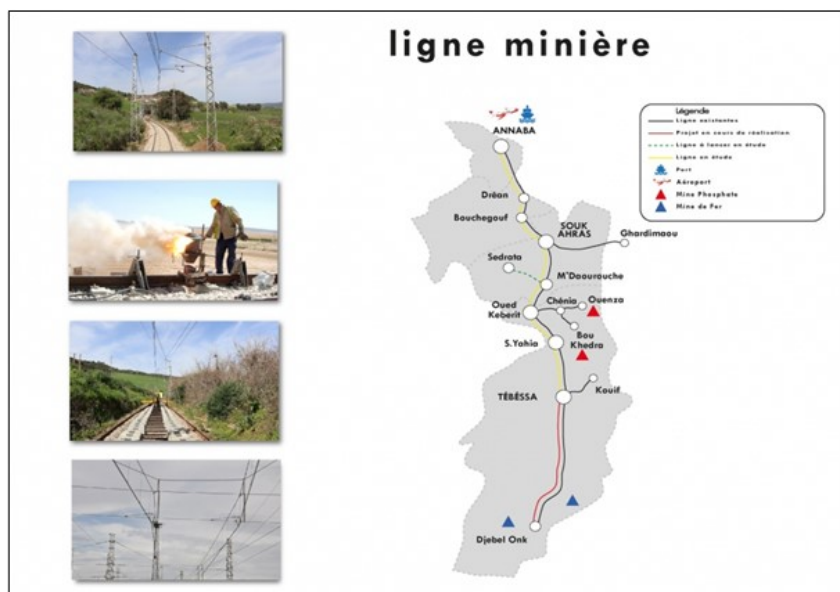 ligne minière
Légende
Ligne existantes
Projet en sours de réalisation
Ligne à lancer en étude
Ligne en étude
Port
Aéroport
Mine Phosphate
Mine de Fer
ANNABA
Dréan
Bouchegouf
SOUK
AHRAS
Ghardimaou
Sedrata
M'Daourouche
Oued
Keberit
Chénia
Ouenza
Bou
Khedra
S.Yahia
TÉBÉSSA
Kouif
Djebel Onk